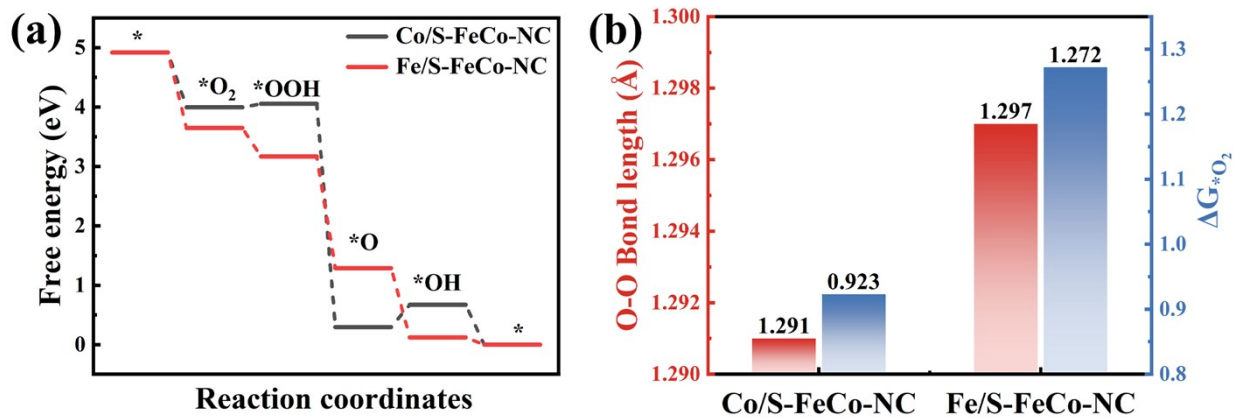 (a)
Co/S-FeCo-NC
Fe/S-FeCo-NC
*
*O₂
*OOH
*O
*OH
*
5
4
3
2
1
0
Free energy (eV)
Reaction coordinates
(b)
1.300
1.298
1.296
1.294
1.292
1.290
O-O Bond length (Å)
1.291
0.923
1.297
1.272
1.3
1.2
1.1
1.0
0.9
0.8
ΔG*O₂
Co/S-FeCo-NC
Fe/S-FeCo-NC